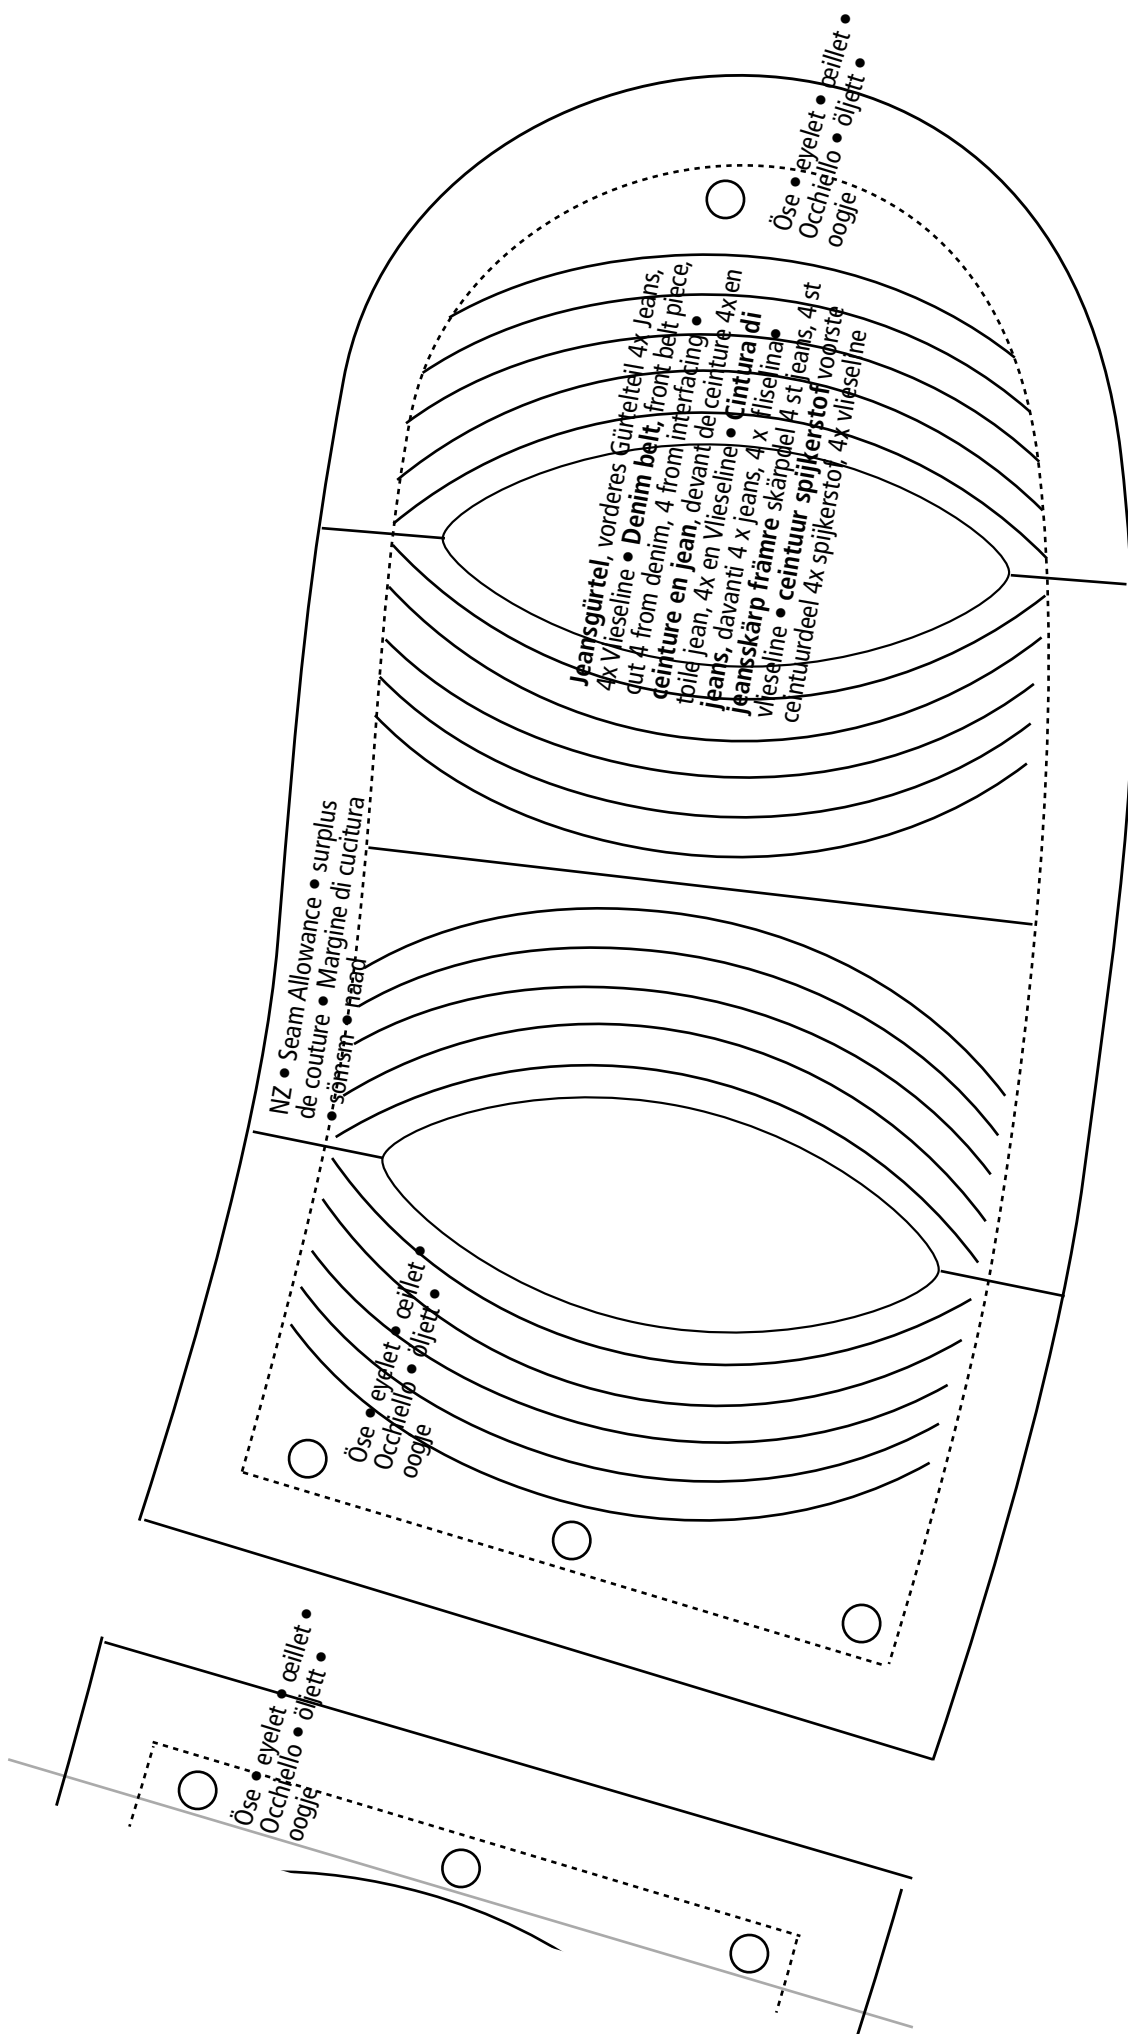 Öse • eyelet • œillet •
Occhiello • öljett •
oogje
Jeansgürtel, vorderes Gürtelteil 4x Jeans,
4x Vlieseline • Denim belt, front belt piece,
cut 4 from denim, 4 from interfacing •
ceinture en jean, devant de ceinture 4x en
toile jean, 4x en Vlieseline • Cintura di
jeans, davanti 4 x jeans, 4 x fliselina•
jeansskärp främre skärpdel 4 st jeans, 4 st
vlieseline • ceintuur spijkerstof voorste
ceintuurdeel 4x spijkerstof, 4x vlieseline
NZ • Seam Allowance • surplus
de couture • Margine di cucitura
• sömsm • naad
Öse • eyelet • œillet •
Occhiello • öljett •
oogje
Öse • eyelet • œillet •
Occhiello • öljett •
oogje